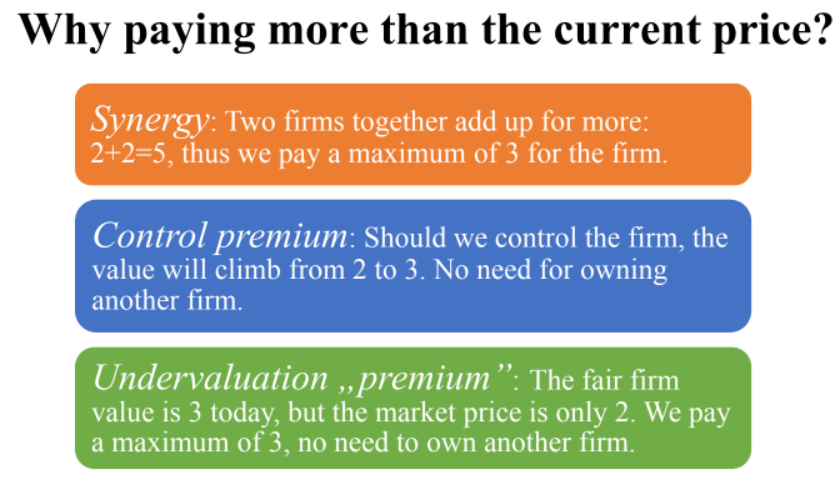 Why paying more than the current price?
Synergy: Two firms together add up for more:
2+2=5, thus we pay a maximum of 3 for the firm.
Control premium: Should we control the firm, the
value will climb from 2 to 3. No need for owning
another firm.
Undervaluation „premium”: The fair firm
value is 3 today, but the market price is only 2. We pay
a maximum of 3, no need to own another firm.